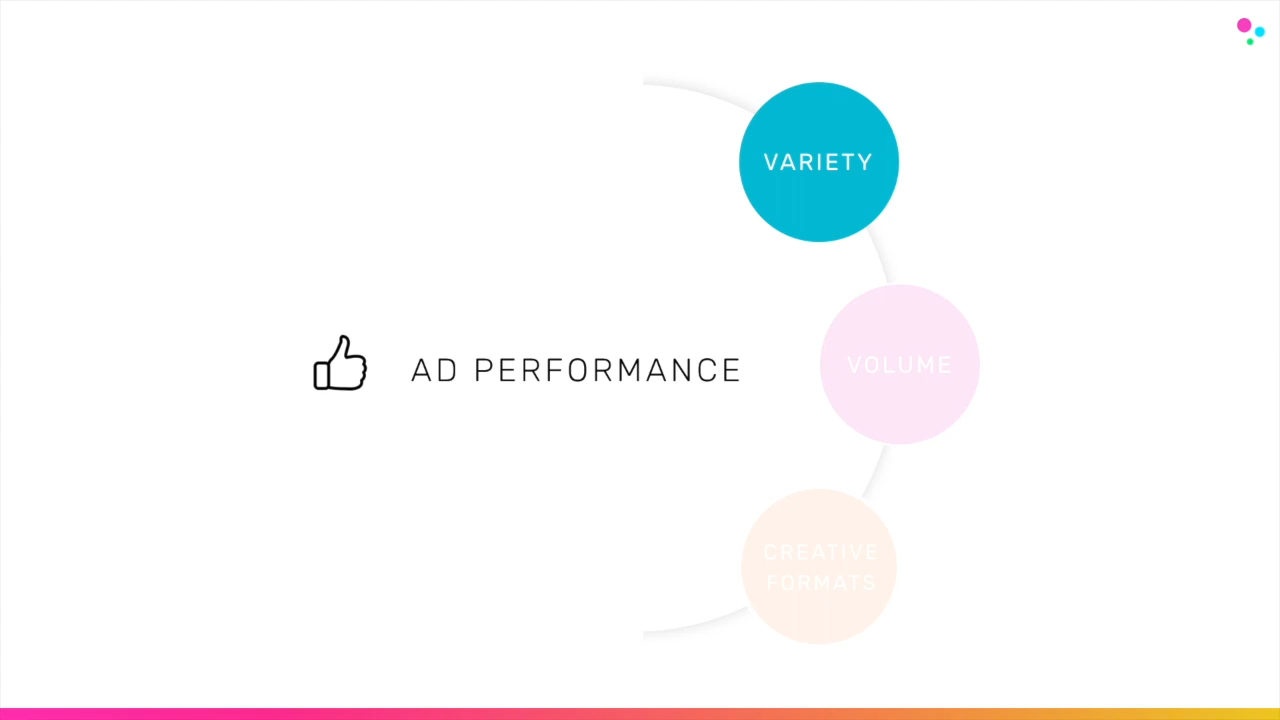 VARIETY
AD PERFORMANCE
VOLUME
CREATIVE
FORMATS